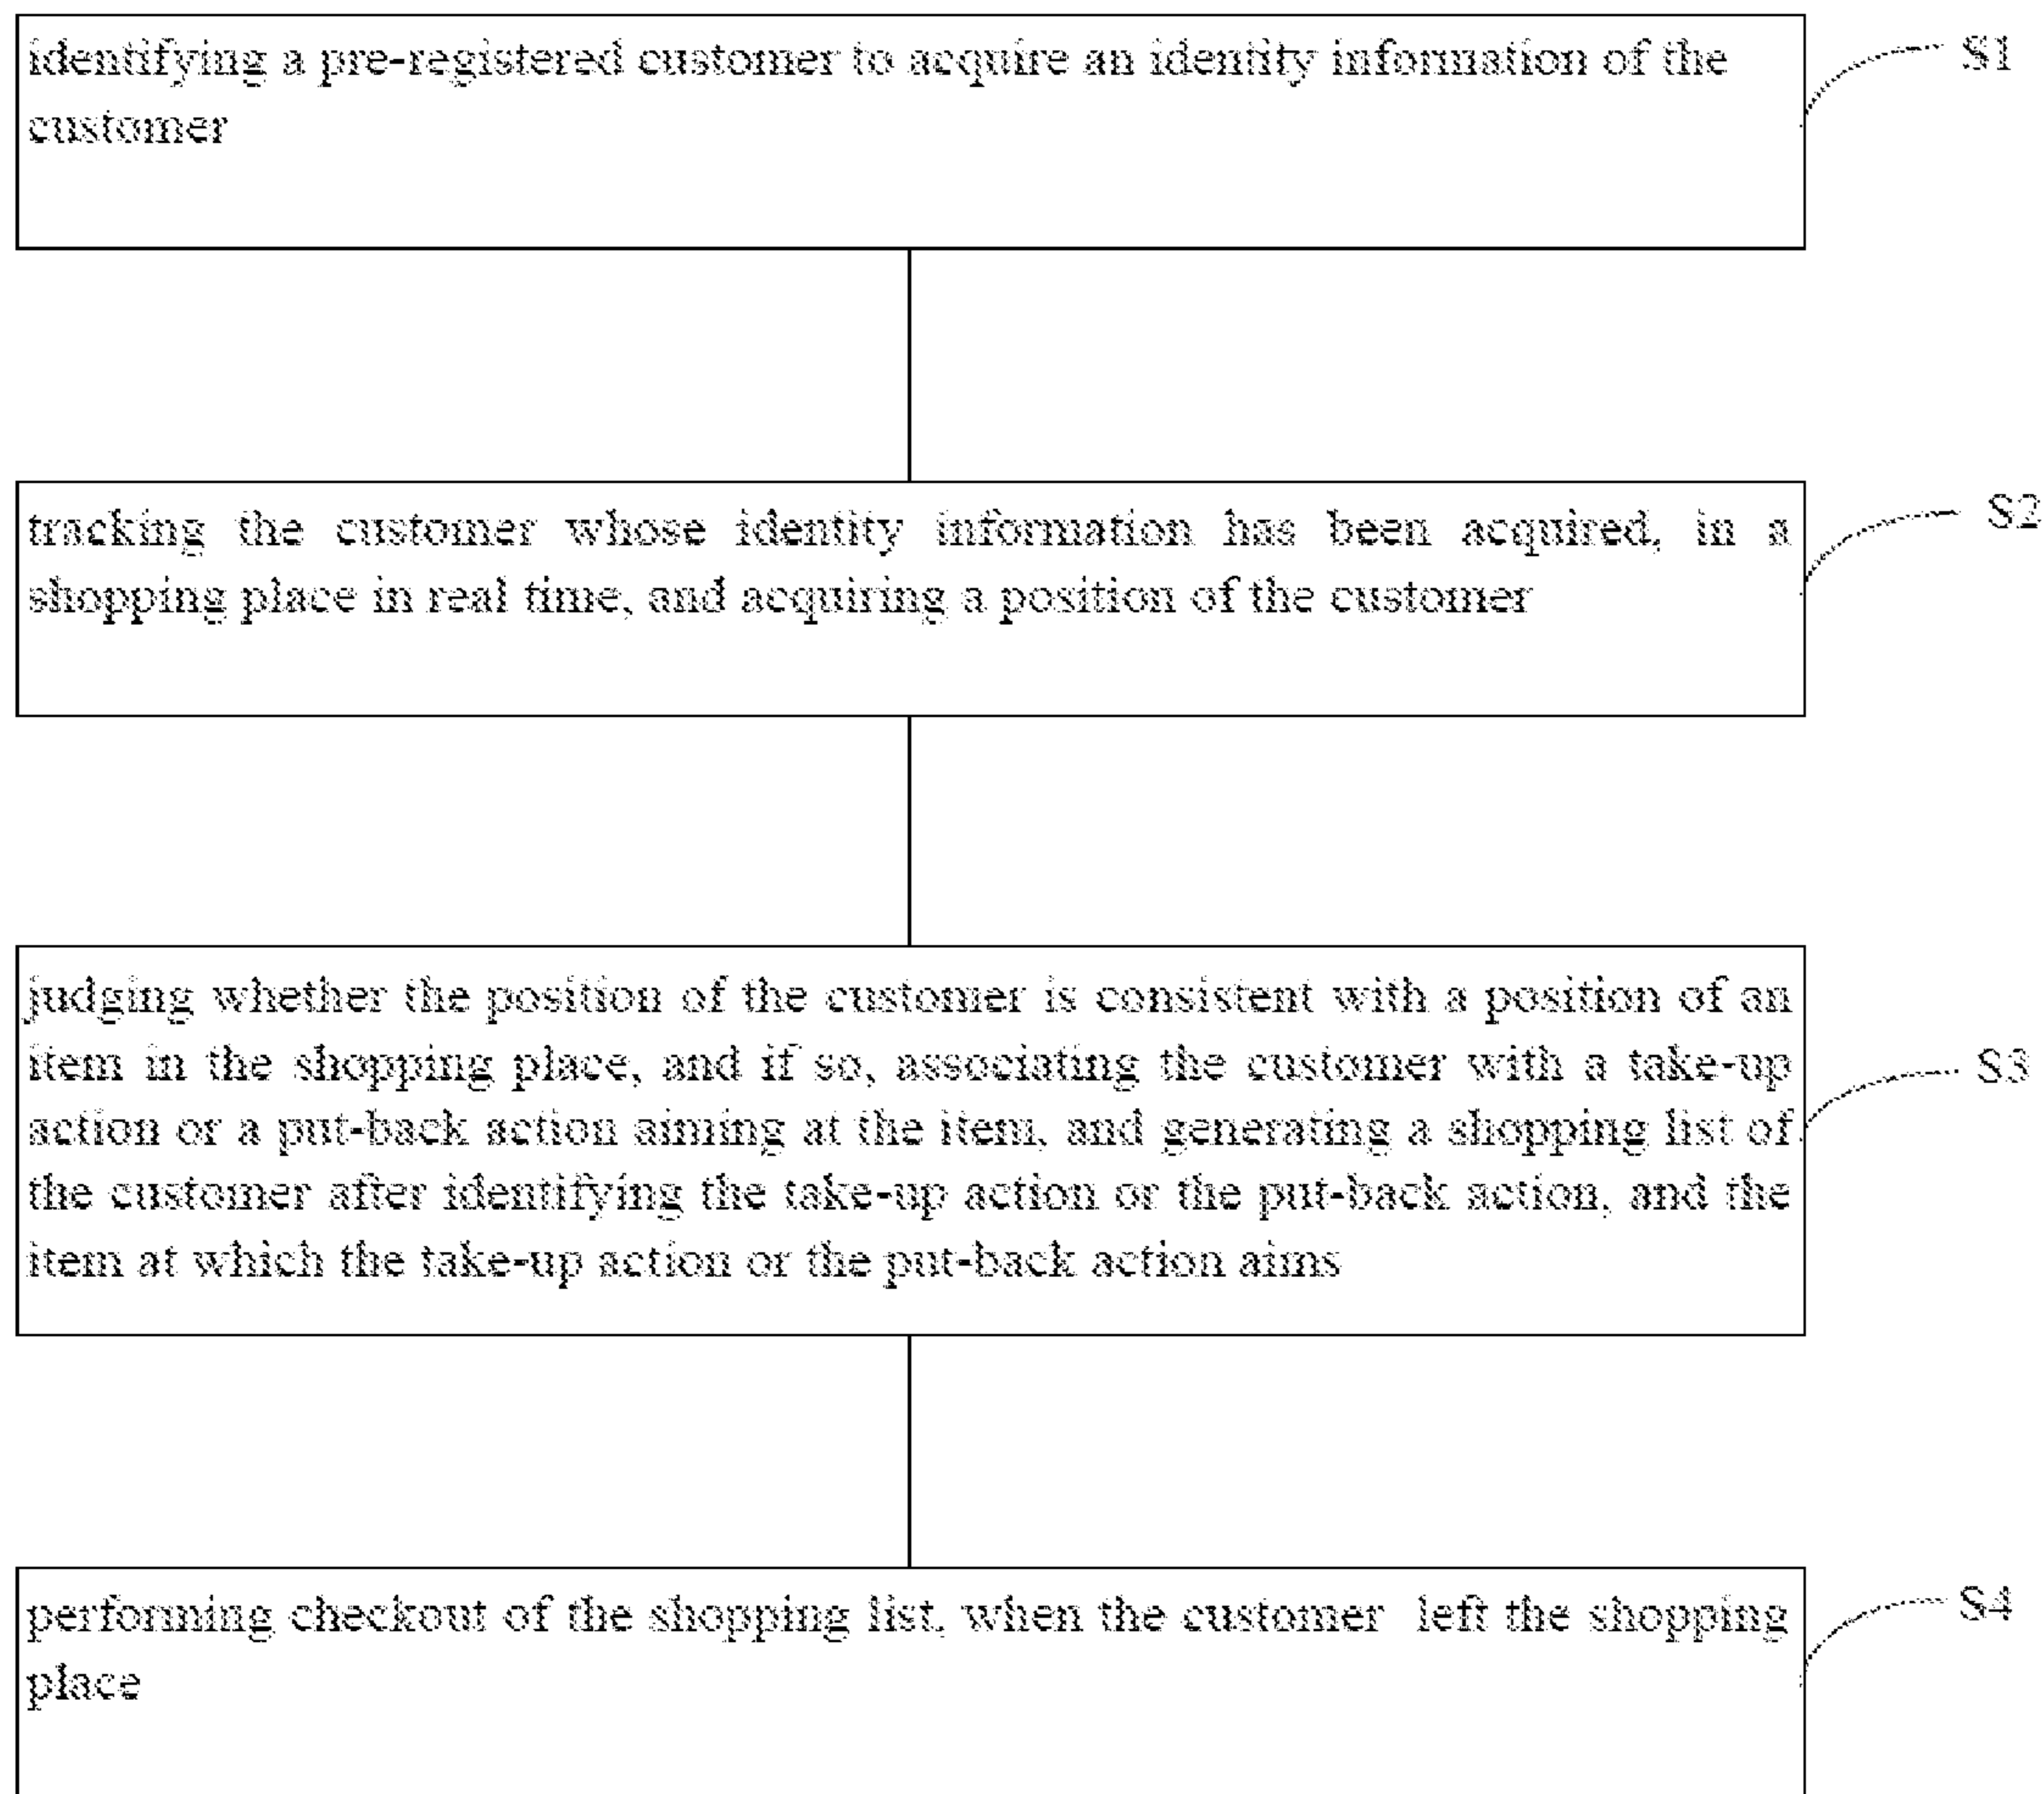 identifying a pre-registered customer to acquire an identity information of the
customer
S1
tracking the customer whose identity information has been acquired, in a
shopping place in real time, and acquiring a position of the customer
S2
judging whether the position of the customer is consistent with a position of an
item in the shopping place, and if so, associating the customer with a take-up
action or a put-back action aiming at the item, and generating a shopping list of
the customer after identifying the take-up action or the put-back action, and the
item at which the take-up action or the put-back action aims
S3
performing checkout of the shopping list, when the customer left the shopping
place
S4